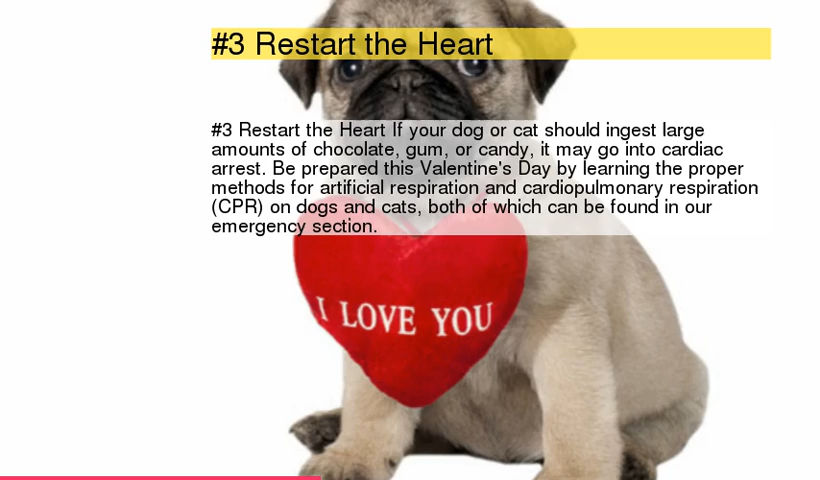 #3 Restart the Heart
#3 Restart the Heart If your dog or cat should ingest large
amounts of chocolate, gum, or candy, it may go into cardiac
arrest. Be prepared this Valentine's Day by learning the proper
methods for artificial respiration and cardiopulmonary respiration
(CPR) on dogs and cats, both of which can be found in our
emergency section.
I LOVE YOU